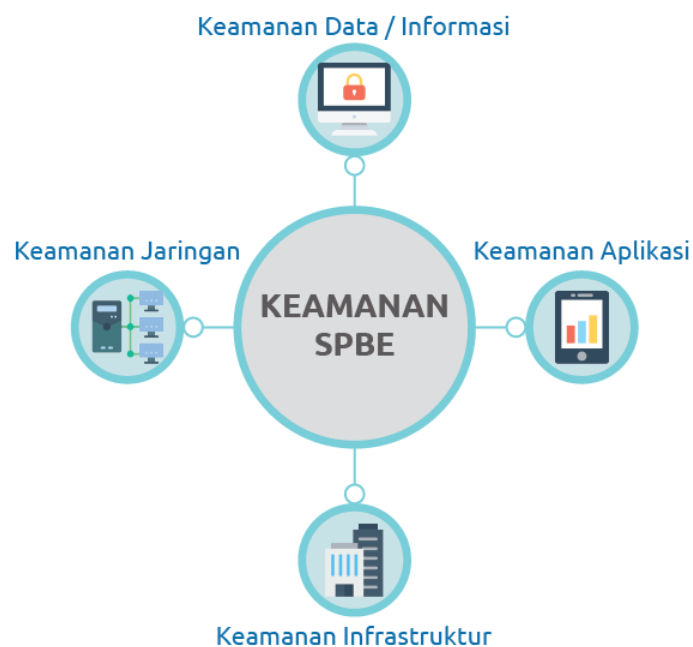 Keamanan Data / Informasi
Keamanan Jaringan
Keamanan Aplikasi
KEAMANAN
SPBE
Keamanan Infrastruktur